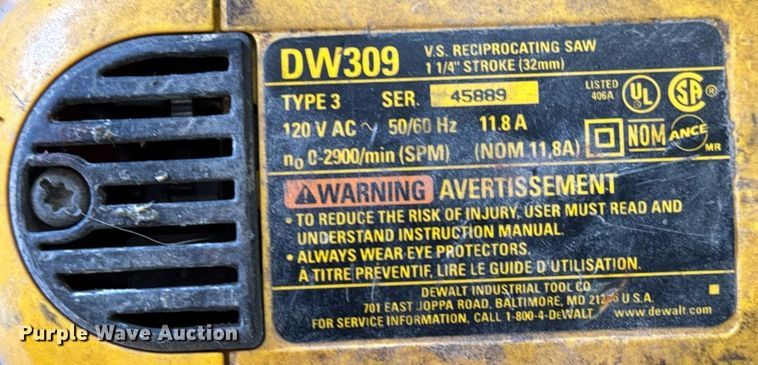 DW309
V.S. RECIPROCATING SAW
1 1/4" STROKE (32mm)
TYPE 3 SER. 45889
LISTED
406A
UL
SA ®
120 V AC ~ 50/60 Hz 11.8 A
NOM
ANCE
MR
n0 0-2900/min (SPM) (NOM 11,8A)
WARNING AVERTISSEMENT
• TO REDUCE THE RISK OF INJURY, USER MUST READ AND
UNDERSTAND INSTRUCTION MANUAL.
• ALWAYS WEAR EYE PROTECTORS.
À TITRE PRÉVENTIF, LIRE LE GUIDE D'UTILISATION.
DEWALT INDUSTRIAL TOOL CO
701 EAST JOPPA ROAD, BALTIMORE, MD U.S.A.
FOR SERVICE INFORMATION, CALL 1-800-4-DeWALT www.dewalt.com
Purple Wave Auction